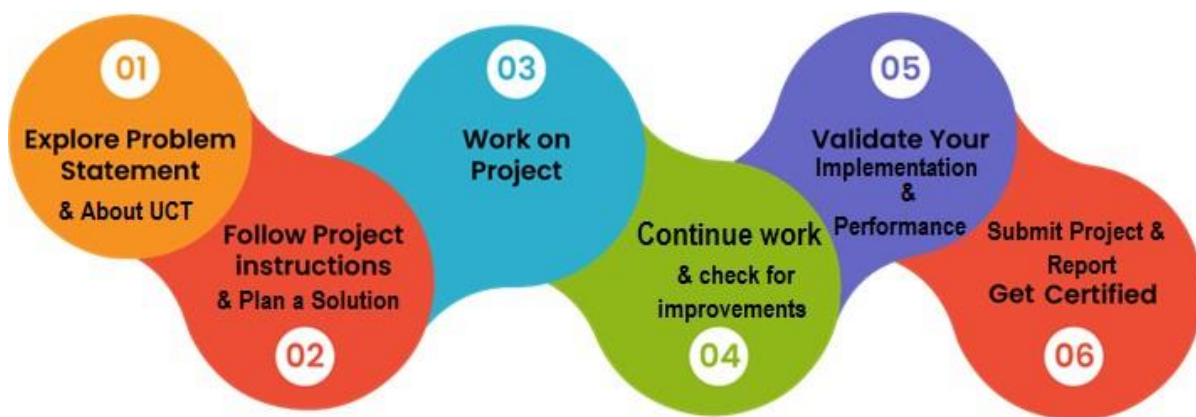 01
Explore Problem
Statement
& About UCT
Follow Project
instructions
& Plan a Solution
02
03
Work on
Project
Continue work
& check for
improvements
04
05
Validate Your
Implementation
&
Performance
Submit Project &
Report
Get Certified
06